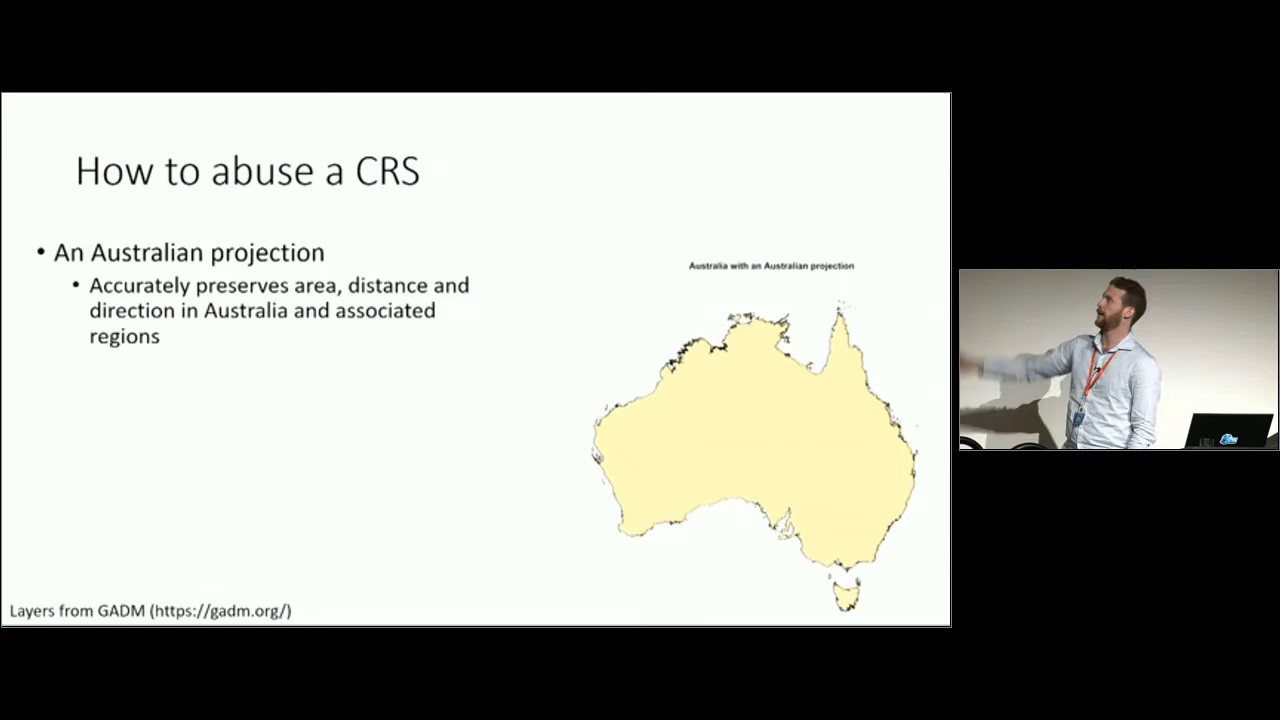 How to abuse a CRS
• An Australian projection
• Accurately preserves area, distance and
direction in Australia and associated
regions
Australia with an Australian projection
Layers from GADM (https://gadm.org/)